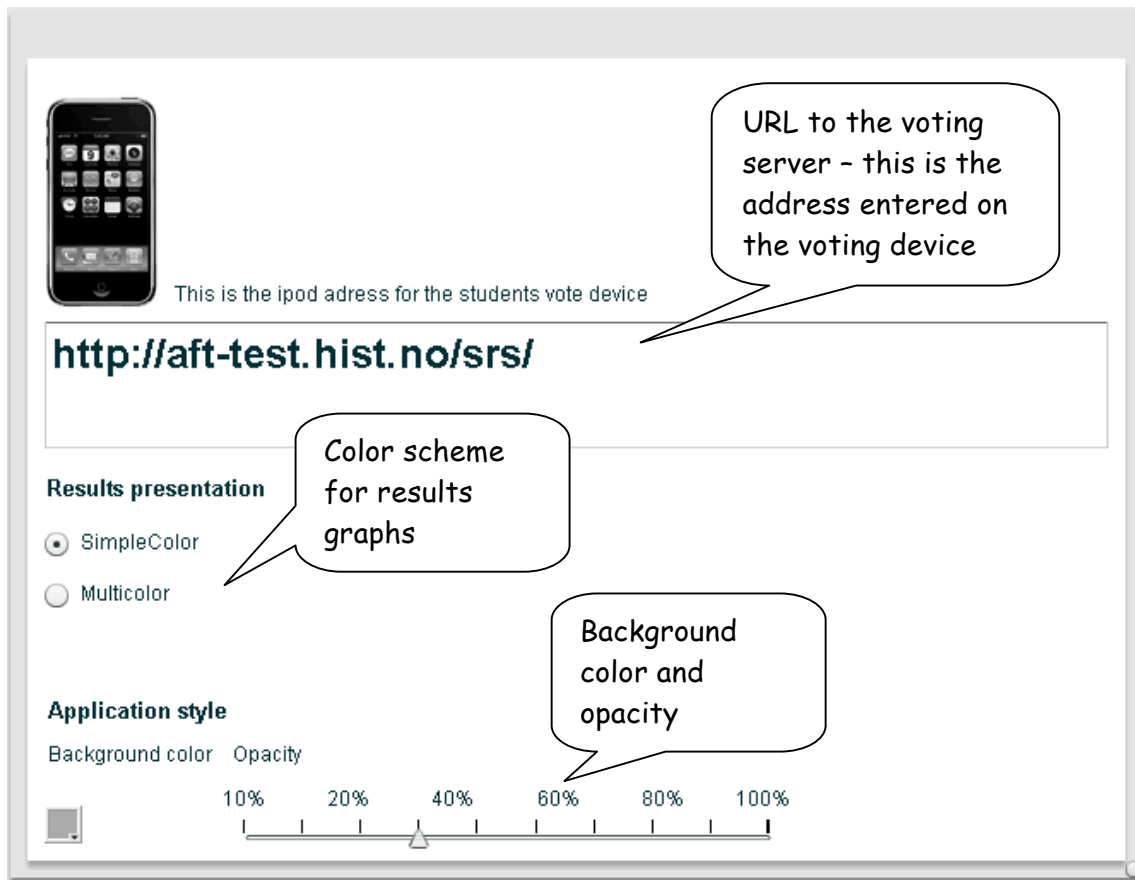 URL to the voting
server – this is the
address entered on
the voting device
This is the ipod adress for the students vote device
http://aft-test.hist.no/srs/
Color scheme
for results
graphs
Results presentation
SimpleColor
Multicolor
Background
color and
opacity
Application style
Background color Opacity
10% 20% 40% 60% 80% 100%